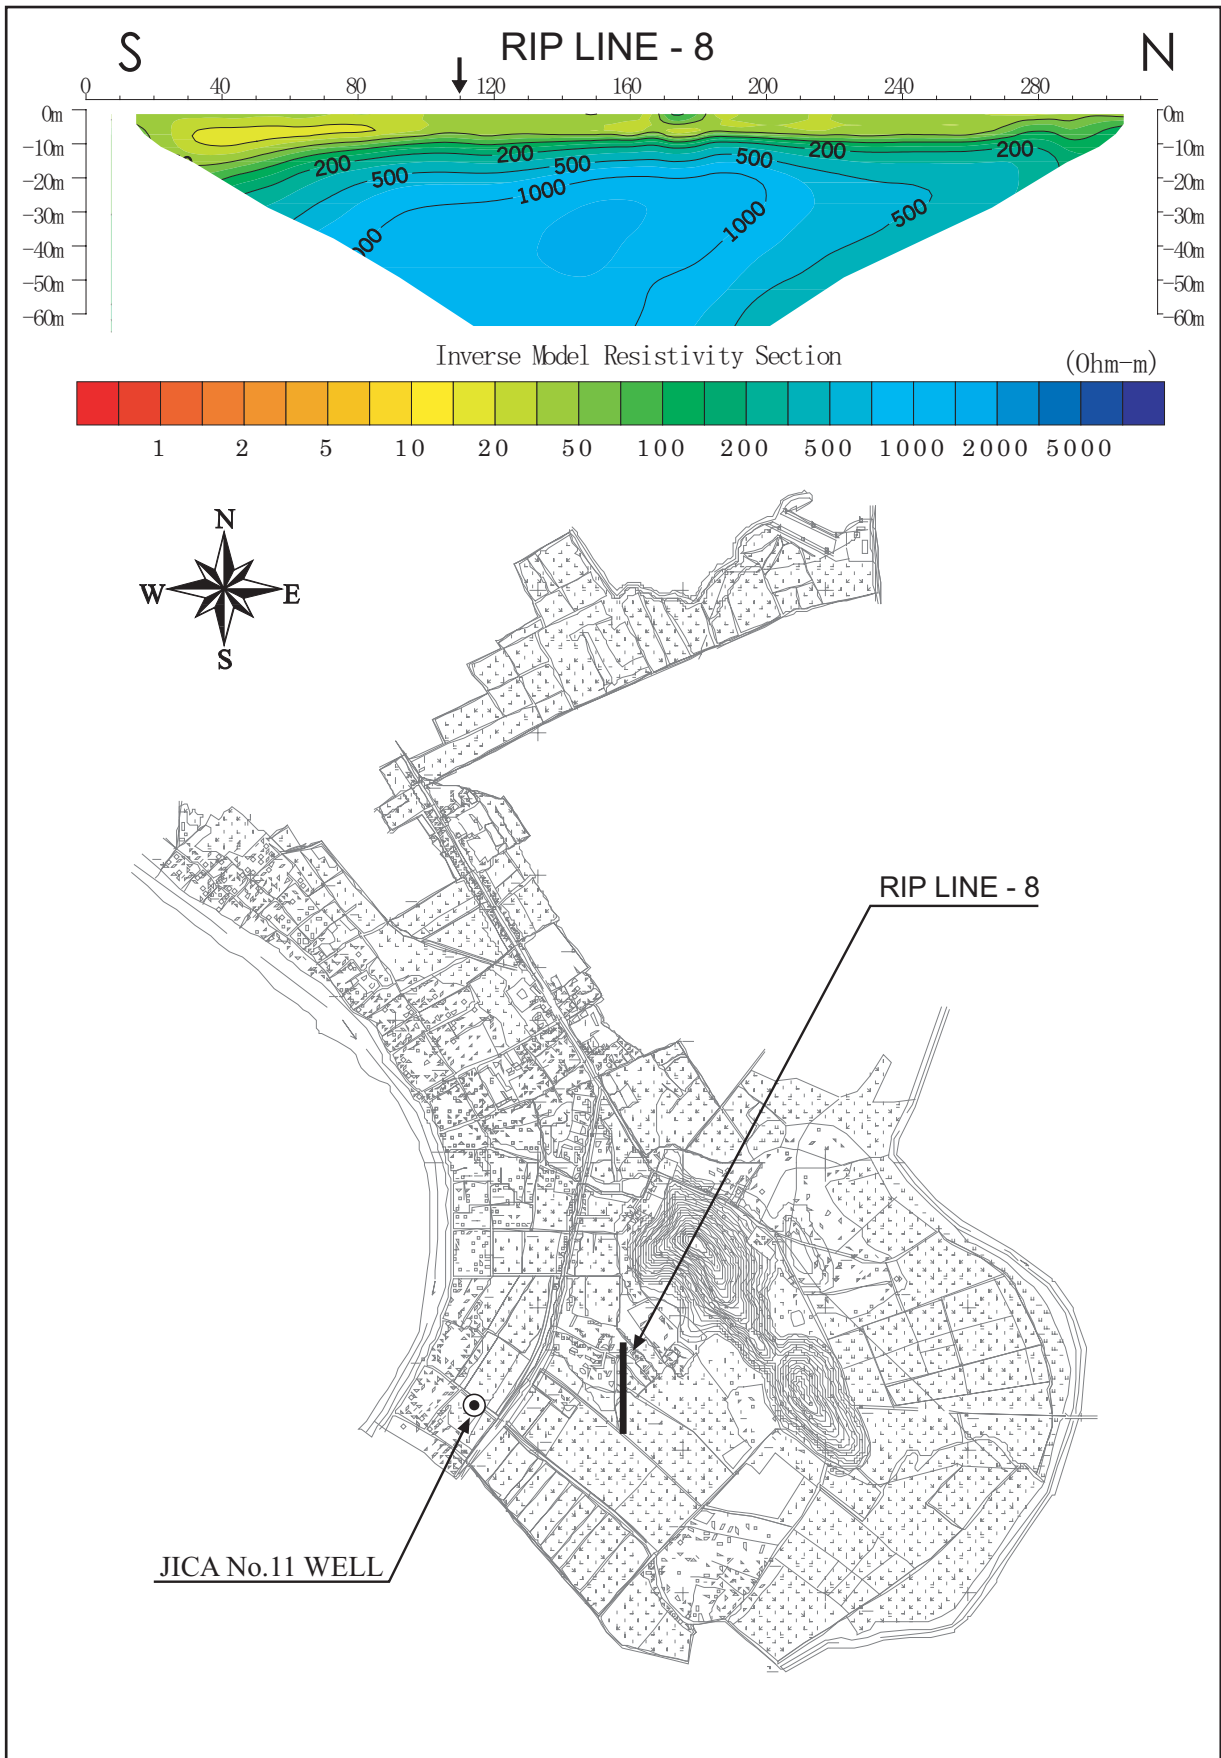 S RIP LINE - 8 N
0 40 80 120 160 200 240 280
0m 0m
-10m -10m
-20m -20m
-30m -30m
-40m -40m
-50m -50m
-60m -60m
200 200 500 500 200 200
500 1000 1000 500
000
Inverse Model Resistivity Section (Ohm-m)
1 2 5 10 20 50 100 200 500 1000 2000 5000
N
W E
S
RIP LINE - 8
JICA No.11 WELL